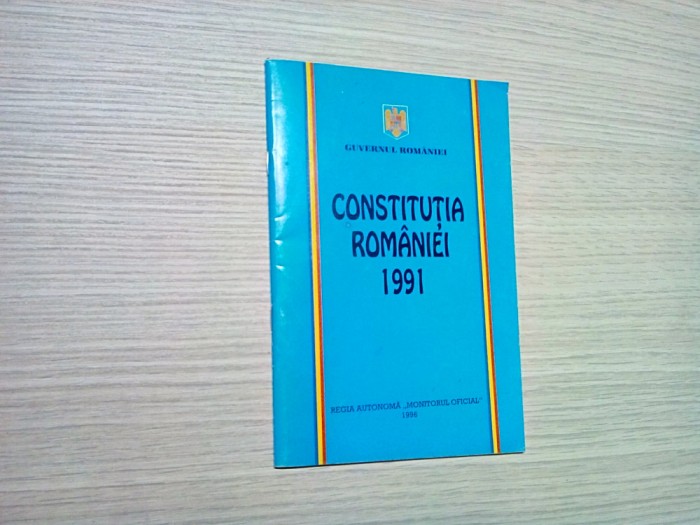 GUVERNUL ROMÂNIEI
CONSTITUȚIA
ROMÂNIEI
1991
REGIA AUTONOMĂ „MONITORUL OFICIAL”
1996